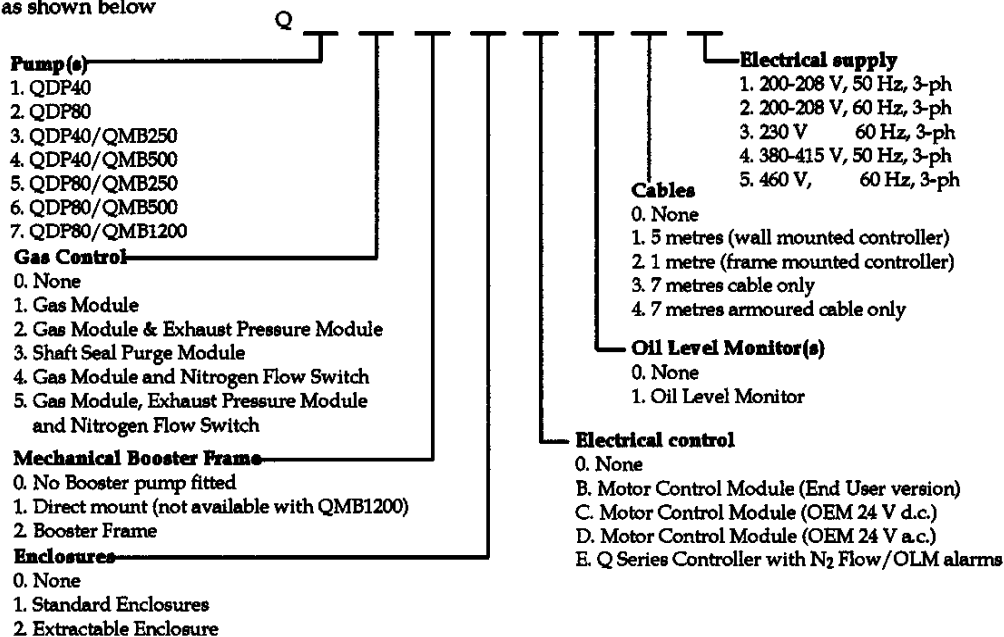 as shown below
Q
Pump(s)
1. QDP40
2. QDP80
3. QDP40/QMB250
4. QDP40/QMB500
5. QDP80/QMB250
6. QDP80/QMB500
7. QDP80/QMB1200
Gas Control
0. None
1. Gas Module
2. Gas Module & Exhaust Pressure Module
3. Shaft Seal Purge Module
4. Gas Module and Nitrogen Flow Switch
5. Gas Module, Exhaust Pressure Module
and Nitrogen Flow Switch
Mechanical Booster Frame
0. No Booster pump fitted
1. Direct mount (not available with QMB1200)
2 Booster Frame
Enclosures
0. None
1. Standard Enclosures
2 Extractable Enclosure
Electrical supply
1. 200-208 V, 50 Hz, 3-ph
2. 200-208 V, 60 Hz, 3-ph
3. 230 V 60 Hz, 3-ph
4. 380-415 V, 50 Hz, 3-ph
5. 460 V, 60 Hz, 3-ph
Cables
0. None
1. 5 metres (wall mounted controller)
2 1 metre (frame mounted controller)
3. 7 metres cable only
4. 7 metres armoured cable only
Oil Level Monitor(s)
0. None
1. Oil Level Monitor
Electrical control
0. None
B. Motor Control Module (End User version)
C. Motor Control Module (OEM 24 V d.c.)
D. Motor Control Module (OEM 24 V a.c.)
E. Q Series Controller with N₂ Flow/OLM alarms